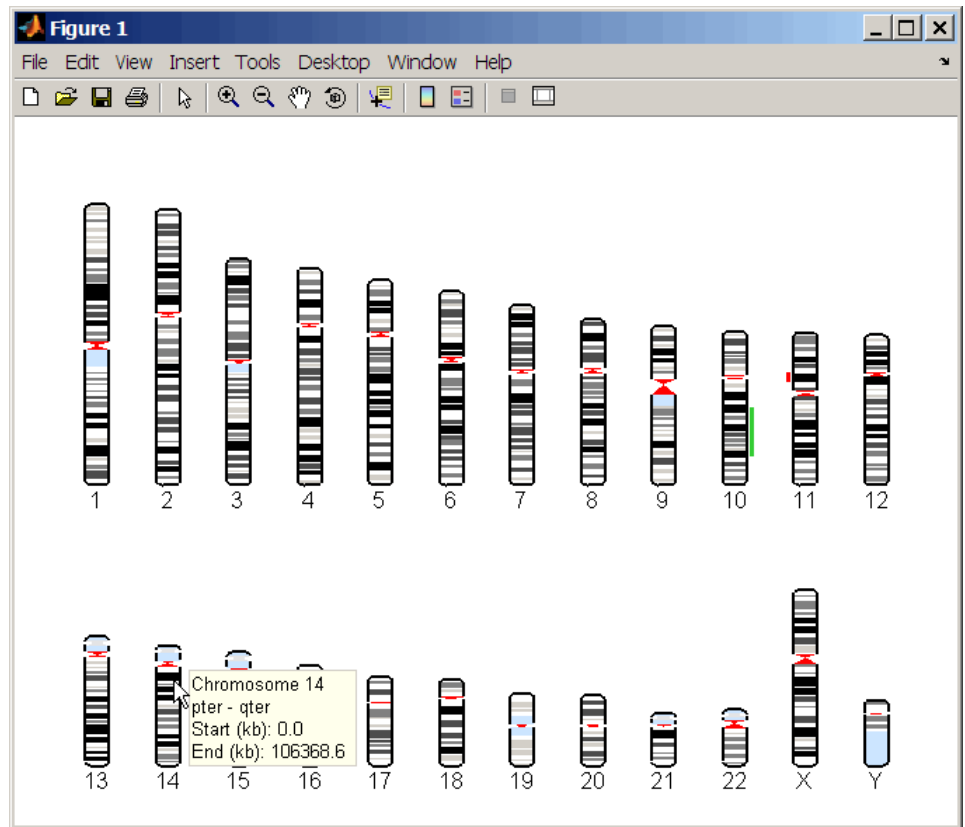 Figure 1
File Edit View Insert Tools Desktop Window Help
1 2 3 4 5 6 7 8 9 10 11 12
Chromosome 14
pter - qter
Start (kb): 0.0
End (kb): 106368.6
13 14 15 16 17 18 19 20 21 22 X Y